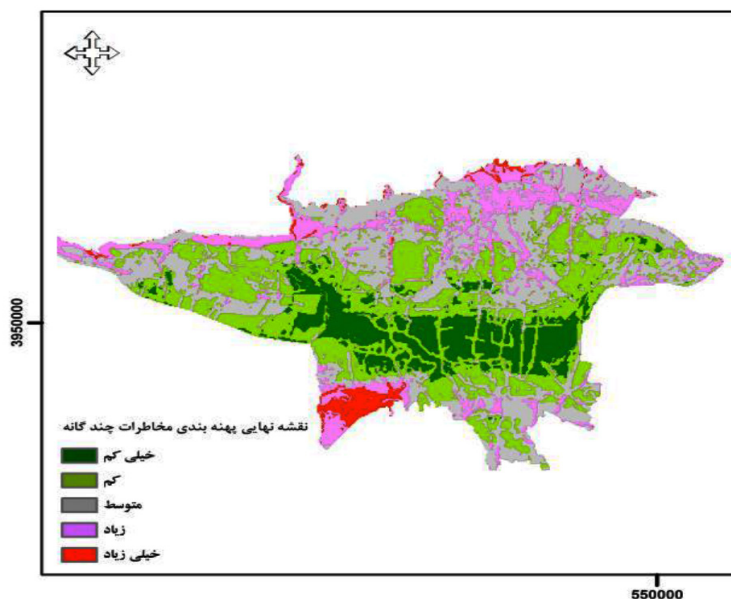 3950000
نقشه نهایی پهنه بندی مخاطرات چند گانه
خیلی کم
کم
متوسط
زیاد
خیلی زیاد
550000